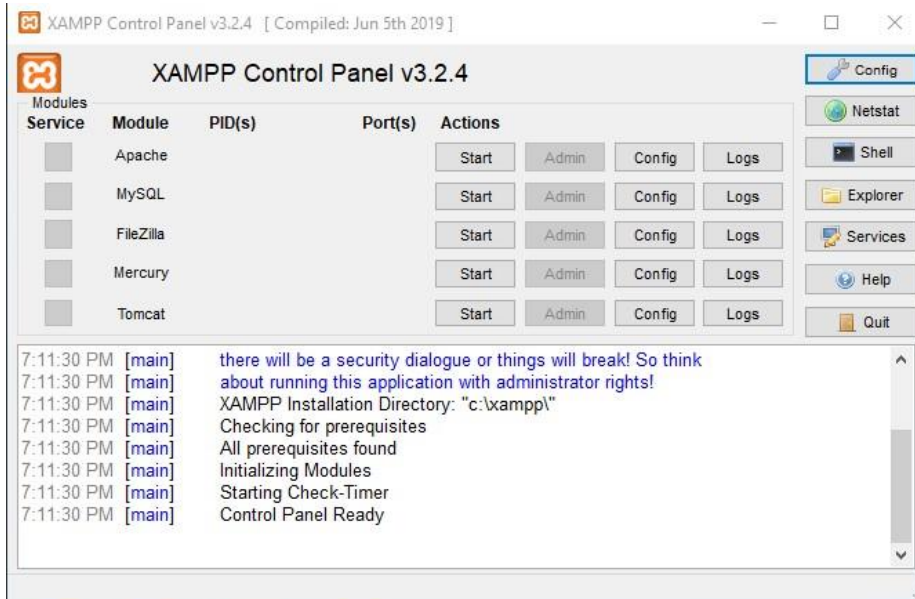 XAMPP Control Panel v3.2.4 [ Compiled: Jun 5th 2019 ]
XAMPP Control Panel v3.2.4
Config
Netstat
Shell
Explorer
Services
Help
Quit
Modules
Service Module PID(s) Port(s) Actions
Apache Start Admin Config Logs
MySQL Start Admin Config Logs
FileZilla Start Admin Config Logs
Mercury Start Admin Config Logs
Tomcat Start Admin Config Logs
7:11:30 PM [main] there will be a security dialogue or things will break! So think
7:11:30 PM [main] about running this application with administrator rights!
7:11:30 PM [main] XAMPP Installation Directory: "c:\xampp\"
7:11:30 PM [main] Checking for prerequisites
7:11:30 PM [main] All prerequisites found
7:11:30 PM [main] Initializing Modules
7:11:30 PM [main] Starting Check-Timer
7:11:30 PM [main] Control Panel Ready